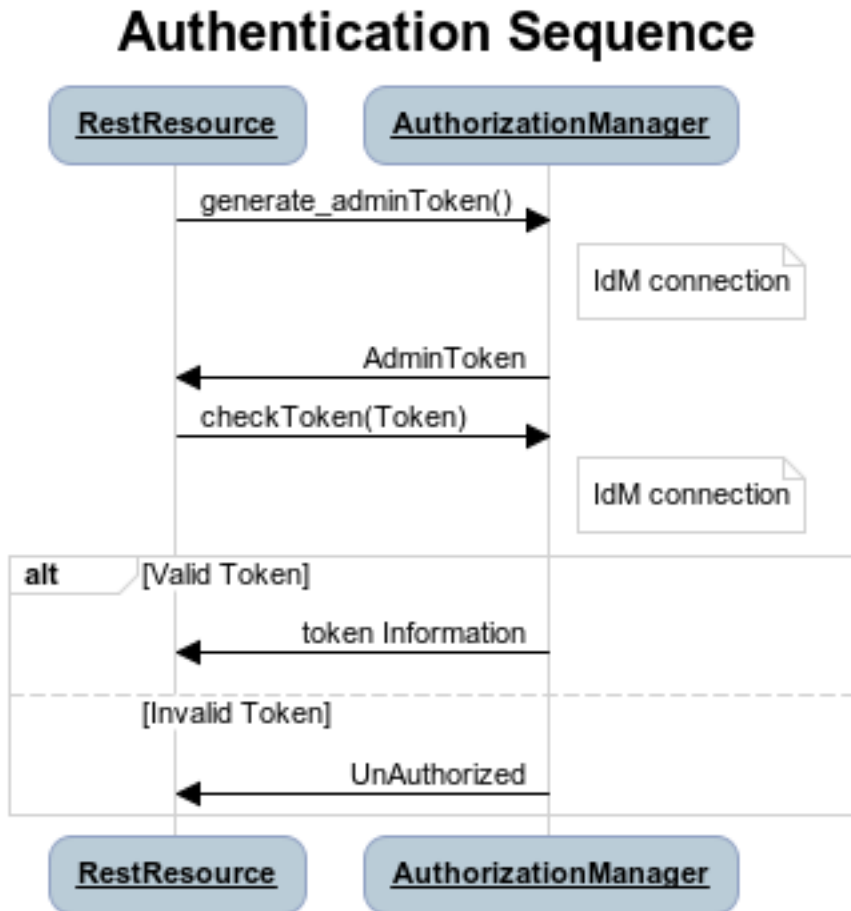 Authentication Sequence
RestResource
AuthorizationManager
generate_adminToken()
IdM connection
AdminToken
checkToken(Token)
IdM connection
alt
[Valid Token]
token Information
[Invalid Token]
UnAuthorized
RestResource
AuthorizationManager